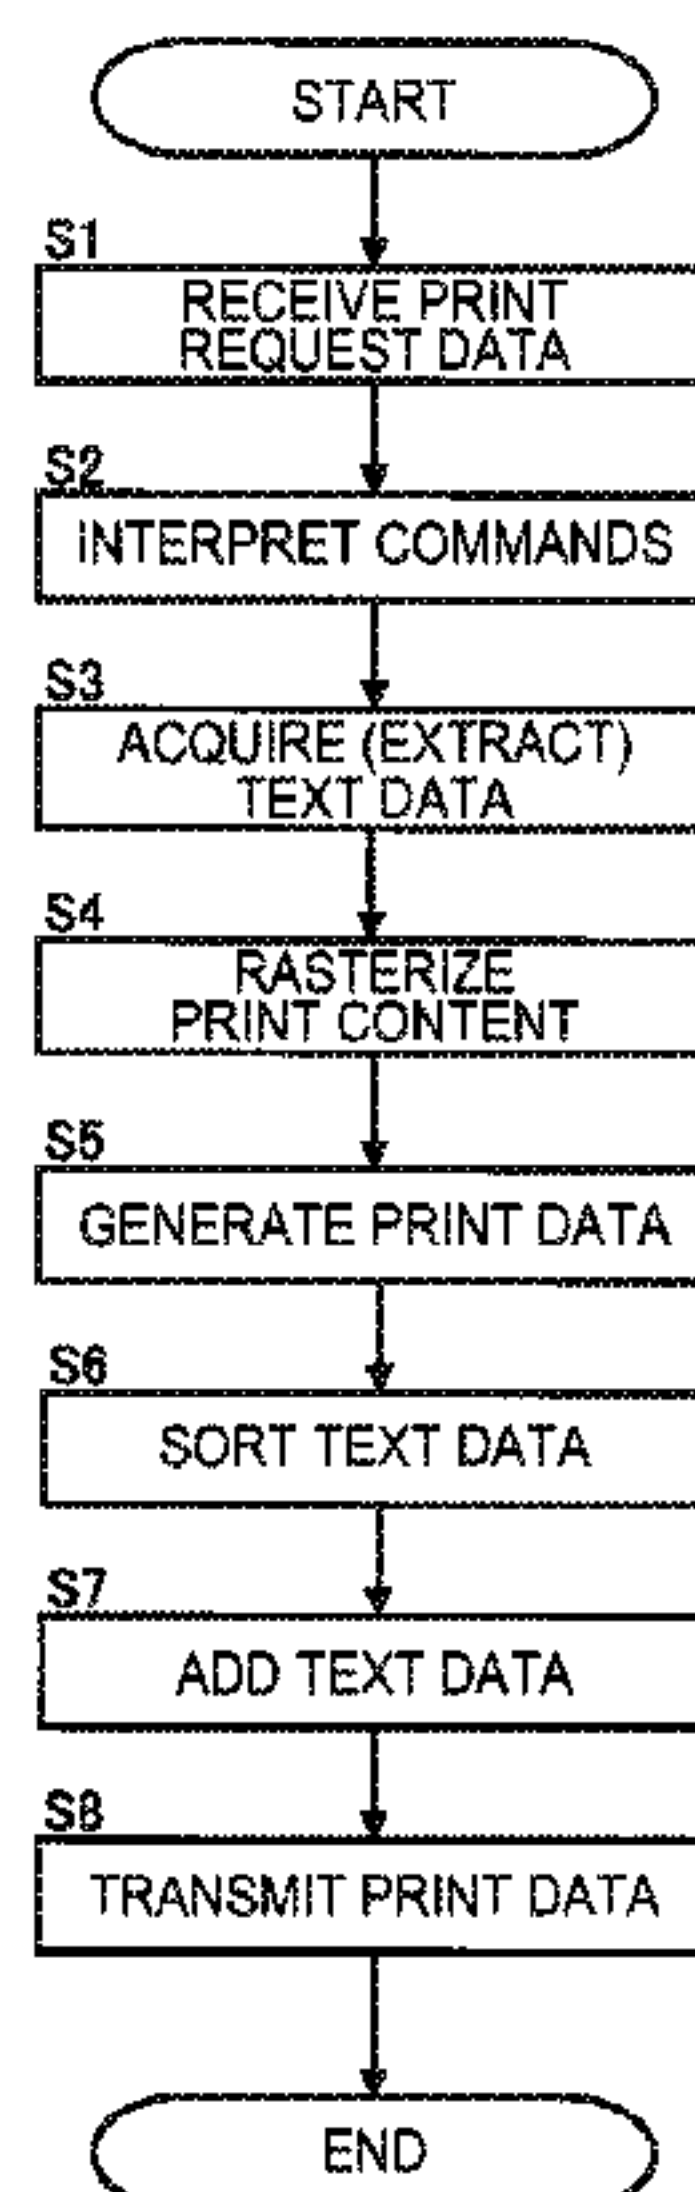 START
S1
RECEIVE PRINT
REQUEST DATA
S2
INTERPRET COMMANDS
S3
ACQUIRE (EXTRACT)
TEXT DATA
S4
RASTERIZE
PRINT CONTENT
S5
GENERATE PRINT DATA
S6
SORT TEXT DATA
S7
ADD TEXT DATA
S8
TRANSMIT PRINT DATA
END